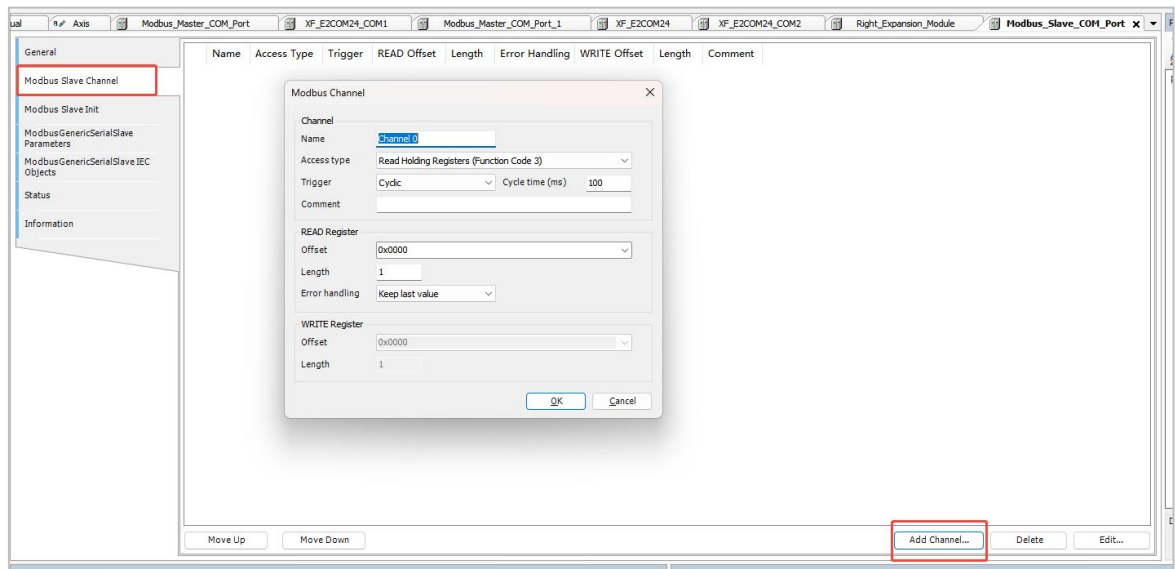 ual Axis Modbus_Master_COM_Port XF_E2COM24_COM1 Modbus_Master_COM_Port_1 XF_E2COM24 XF_E2COM24_COM2 Right_Expansion_Module Modbus_Slave_COM_Port X
General
Modbus Slave Channel
Modbus Slave Init
ModbusGenericSerialSlave
Parameters
ModbusGenericSerialSlave IEC
Objects
Status
Information
Name Access Type Trigger READ Offset Length Error Handling WRITE Offset Length Comment
Modbus Channel
Channel
Name Channel 0
Access type Read Holding Registers (Function Code 3)
Trigger Cyclic Cycle time (ms) 100
Comment
READ Register
Offset 0x0000
Length 1
Error handling Keep last value
WRITE Register
Offset 0x0000
Length 1
OK Cancel
Move Up Move Down Add Channel... Delete Edit...